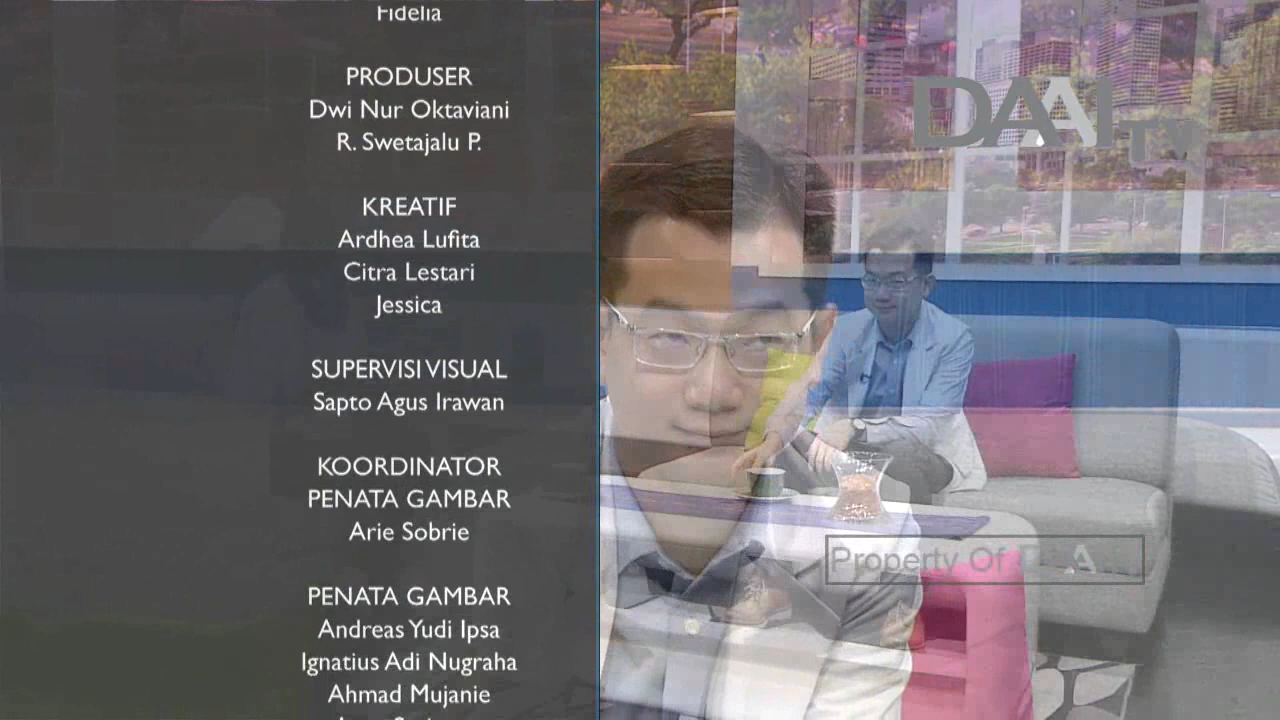 Fidelia
PRODUSER
Dwi Nur Oktaviani
R. Swetajalu P.
KREATIF
Ardhea Lufita
Citra Lestari
Jessica
SUPERVISI VISUAL
Sapto Agus Irawan
KOORDINATOR
PENATA GAMBAR
Arie Sobrie
PENATA GAMBAR
Andreas Yudi Ipsa
Ignatius Adi Nugraha
Ahmad Mujanie
DAAI TV
Property Of